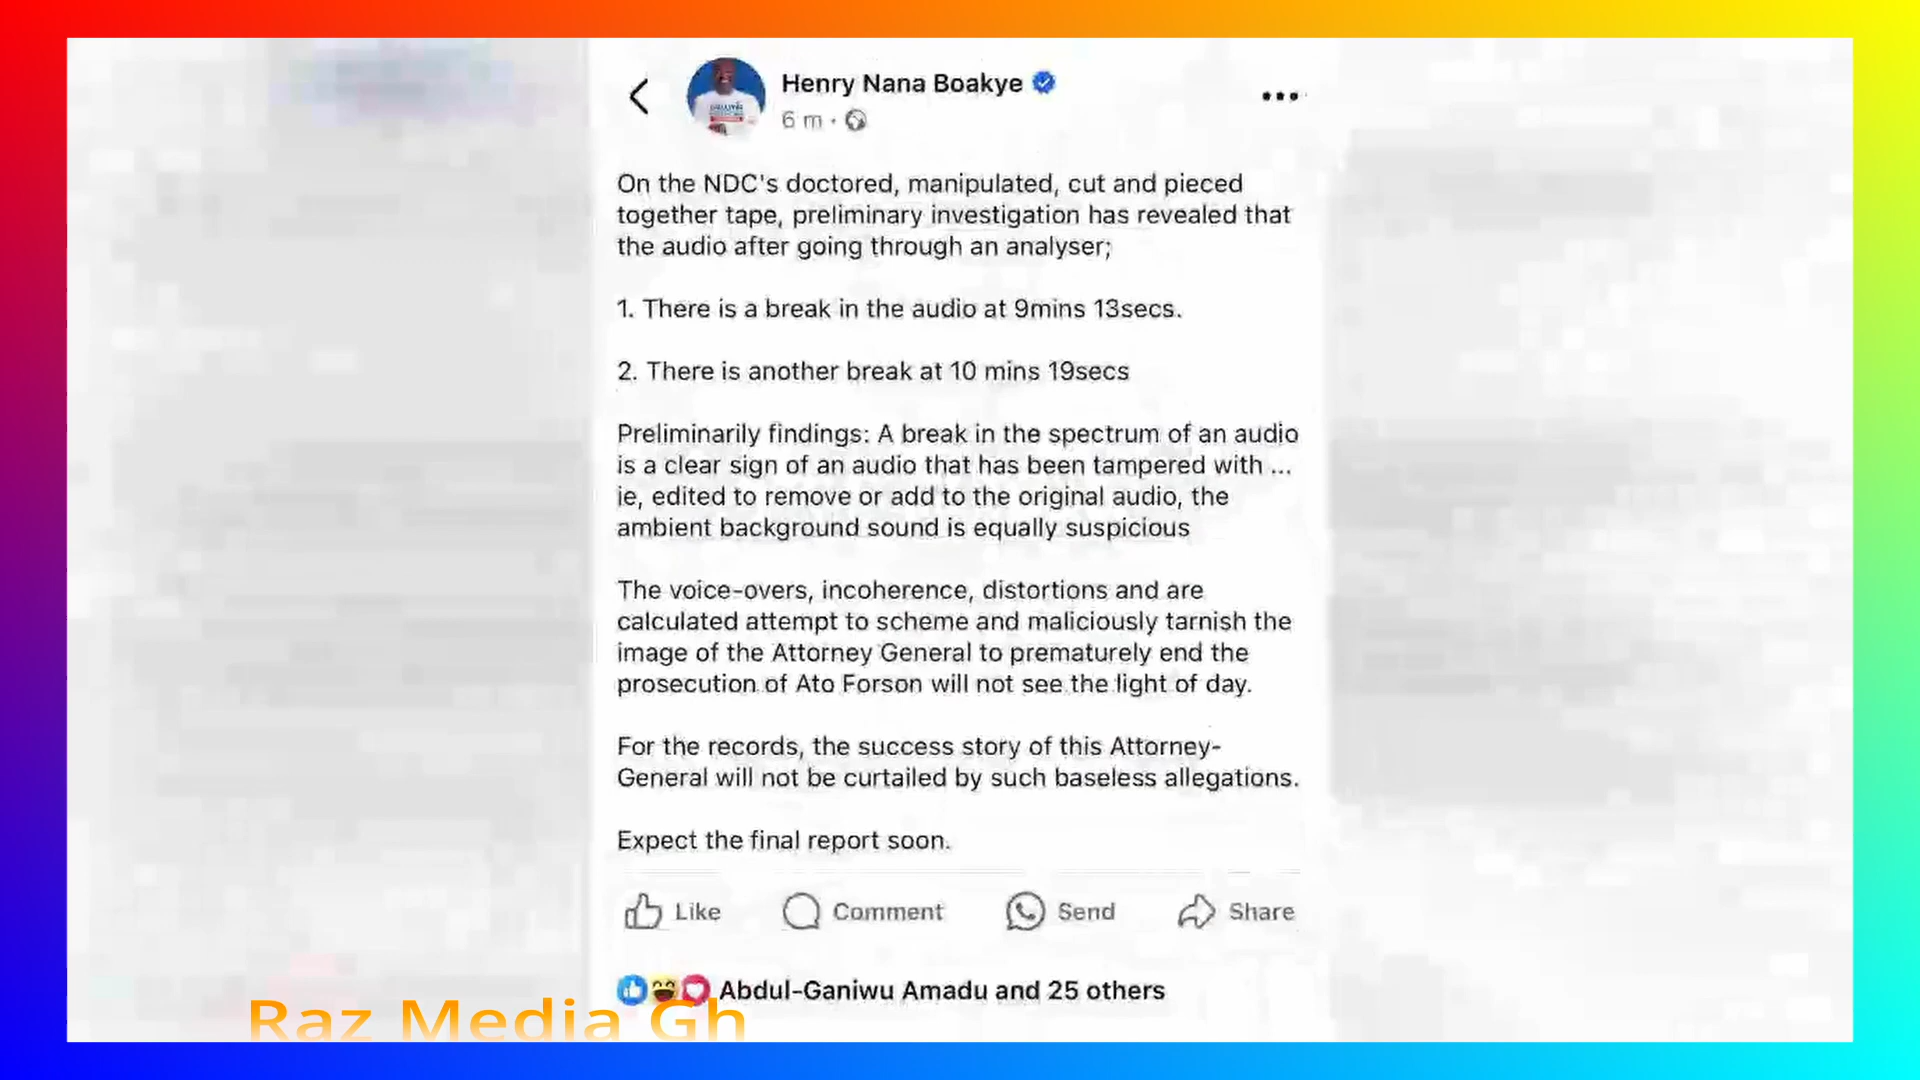 Henry Nana Boakye
6 m
On the NDC's doctored, manipulated, cut and pieced
together tape, preliminary investigation has revealed that
the audio after going through an analyser;
1. There is a break in the audio at 9mins 13secs.
2. There is another break at 10 mins 19secs
Preliminarily findings: A break in the spectrum of an audio
is a clear sign of an audio that has been tampered with ...
ie, edited to remove or add to the original audio, the
ambient background sound is equally suspicious
The voice-overs, incoherence, distortions and are
calculated attempt to scheme and maliciously tarnish the
image of the Attorney General to prematurely end the
prosecution of Ato Forson will not see the light of day.
For the records, the success story of this Attorney-
General will not be curtailed by such baseless allegations.
Expect the final report soon.
Like Comment Send Share
Abdul-Ganiwu Amadu and 25 others
Raz Media Gh